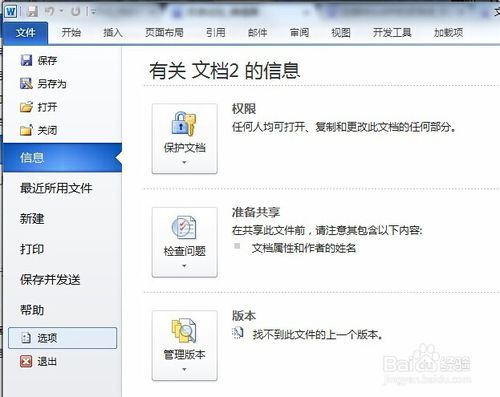 文件 开始 插入 页面布局 引用 邮件 审阅 视图 开发工具 加载项
保存
另存为
打开
关闭
信息
最近所用文件
新建
打印
保存并发送
帮助
选项
退出
有关 文档2 的信息
保护文档
权限
任何人均可打开、复制和更改此文档的任何部分。
检查问题
准备共享
在共享此文件前，请注意其包含以下内容:
文档属性和作者的姓名
管理版本
版本
找不到此文件的上一个版本。
Baidu 经验
jingyan.baidu.com